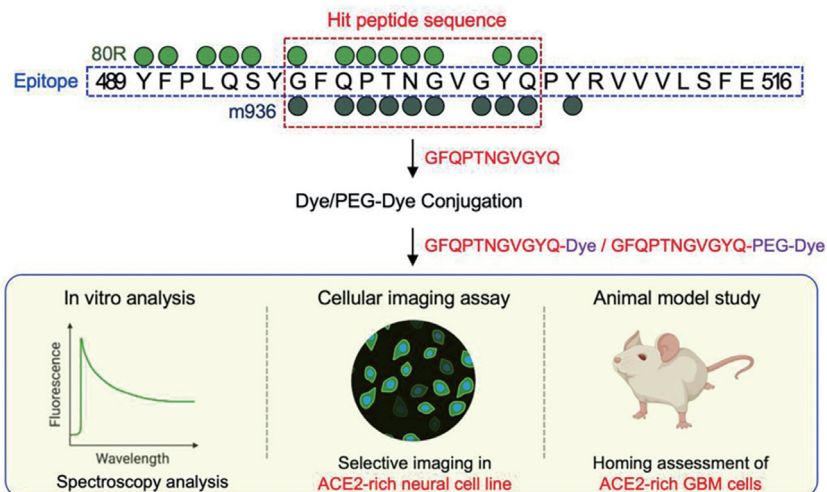 Hit peptide sequence
80R
Epitope 489 Y F P L Q S Y G F Q P T N G V G Y Q P Y R V V V L S F E 516
m936
GFQPTNGVGYQ
Dye/PEG-Dye Conjugation
GFQPTNGVGYQ-Dye / GFQPTNGVGYQ-PEG-Dye
In vitro analysis
Fluorescence
Wavelength
Spectroscopy analysis
Cellular imaging assay
Selective imaging in
ACE2-rich neural cell line
Animal model study
Homing assessment of
ACE2-rich GBM cells